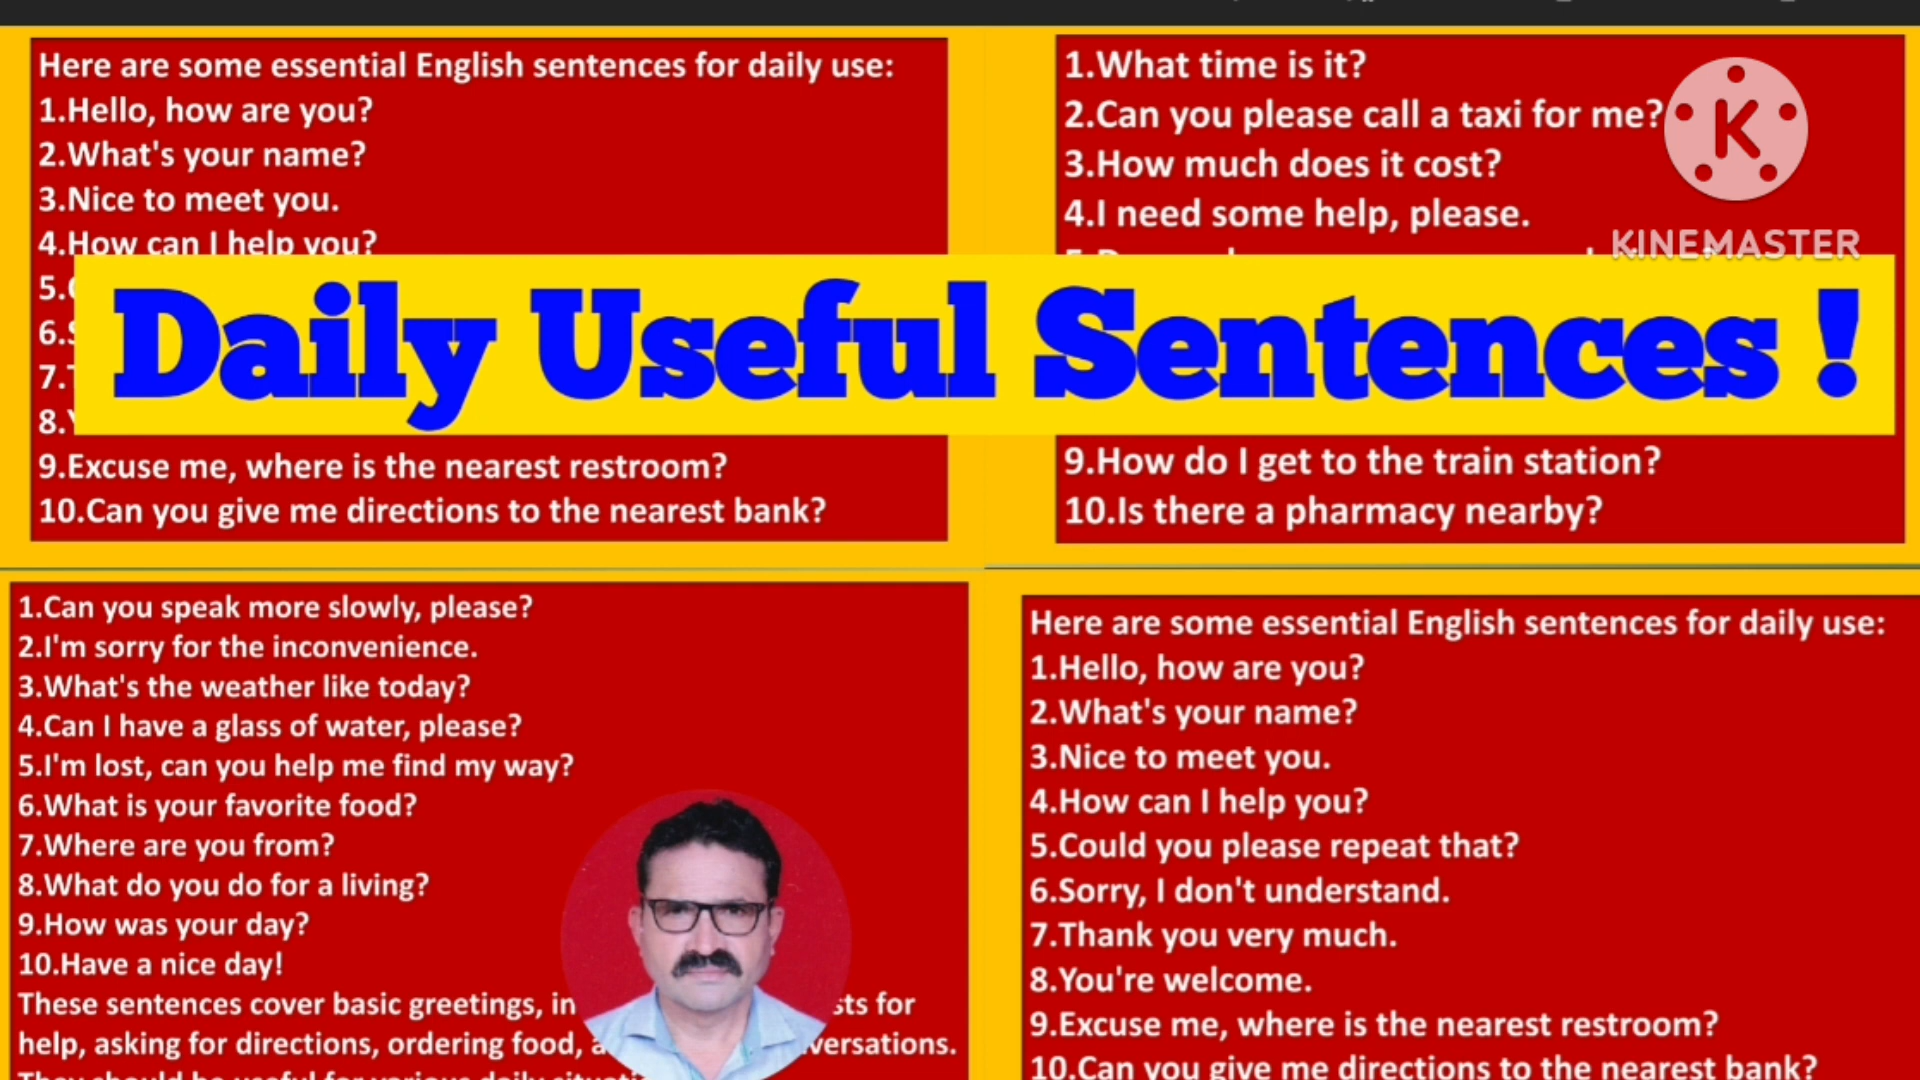 Here are some essential English sentences for daily use:
1.Hello, how are you?
2.What's your name?
3.Nice to meet you.
4.How can I help you?
5.
6.
7.
8.
9.Excuse me, where is the nearest restroom?
10.Can you give me directions to the nearest bank?
1.What time is it?
2.Can you please call a taxi for me?
3.How much does it cost?
4.I need some help, please.
9.How do I get to the train station?
10.Is there a pharmacy nearby?
K
KINEMASTER
Daily Useful Sentences !
1.Can you speak more slowly, please?
2.I'm sorry for the inconvenience.
3.What's the weather like today?
4.Can I have a glass of water, please?
5.I'm lost, can you help me find my way?
6.What is your favorite food?
7.Where are you from?
8.What do you do for a living?
9.How was your day?
10.Have a nice day!
These sentences cover basic greetings, for
help, asking for directions, ordering food,
Here are some essential English sentences for daily use:
1.Hello, how are you?
2.What's your name?
3.Nice to meet you.
4.How can I help you?
5.Could you please repeat that?
6.Sorry, I don't understand.
7.Thank you very much.
8.You're welcome.
9.Excuse me, where is the nearest restroom?
10.Can you give me directions to the nearest bank?